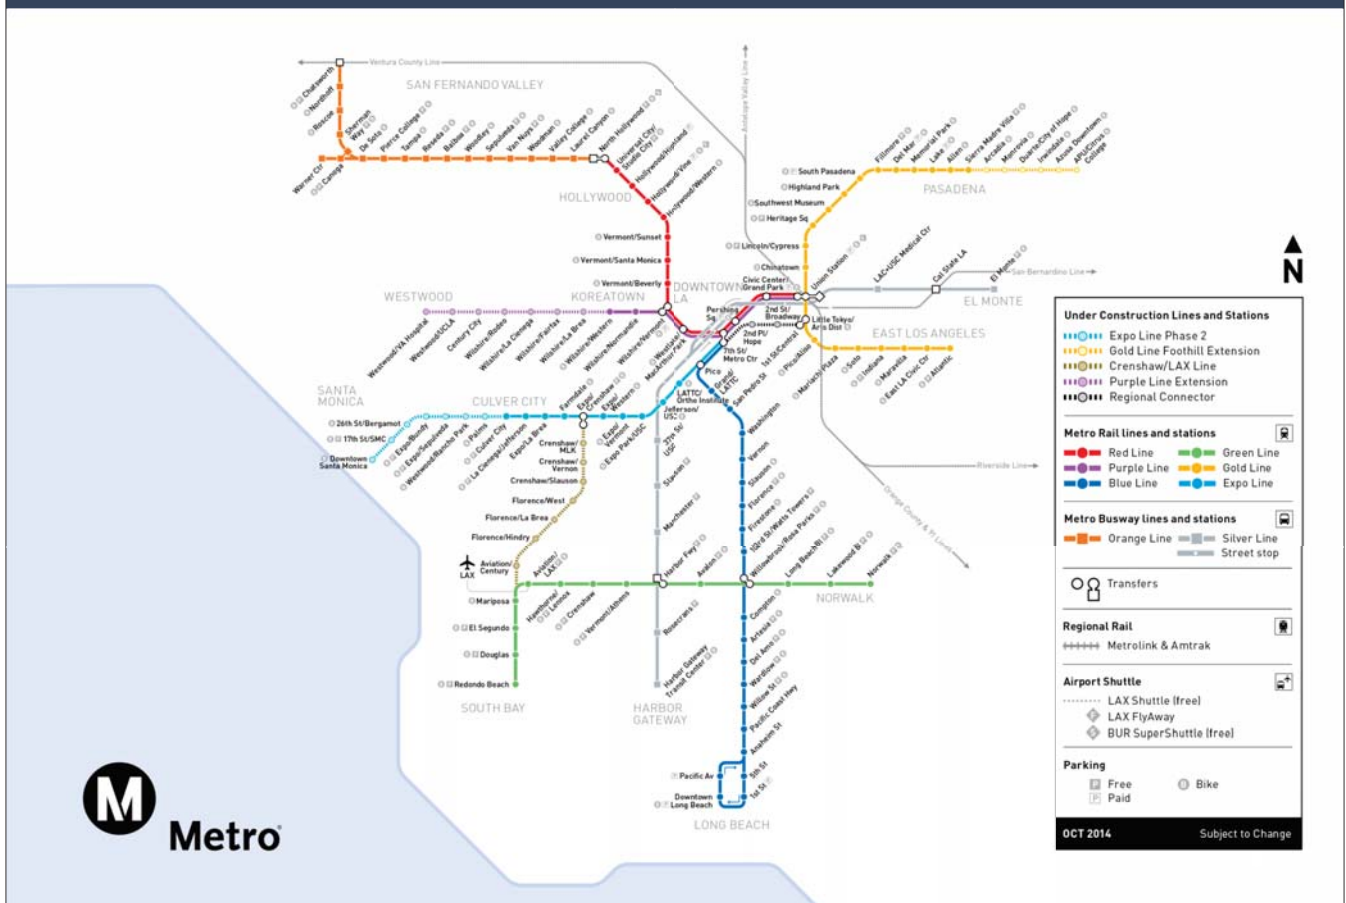 Ventura County Line
Antelope Valley Line
SAN FERNANDO VALLEY
Chatsworth
Nordhoff
Roscoe
Sherman
Way
Warner Ctr
Canoga
De Soto
Pierce College
Tampa
Reseda
Balboa
Woodley
Sepulveda
Van Nuys
Woodman
Valley College
Laurel Canyon
North Hollywood
Universal City/
Studio City
Hollywood/Highland
Hollywood/Vine
Hollywood/Western
HOLLYWOOD
Vermont/Sunset
Vermont/Santa Monica
Vermont/Beverly
Fillmore
Del Mar
Memorial Park
Lake
Allen
Sierra Madre Villa
Arcadia
Monrovia
Duarte/City of Hope
Irwindale
Azusa Downtown
APU/Citrus
College
PASADENA
South Pasadena
Highland Park
Southwest Museum
Heritage Sq
Lincoln/Cypress
Chinatown
Union Station
LAC+USC Medical Ctr
Cal State LA
El Monte
San Bernardino Line
EL MONTE
N
DOWNTOWN
LA
Civic Center/
Grand Park
Pershing
Sq
2nd St/
Broadway
2nd Pl/
Hope
7th St/
Metro Ctr
Little Tokyo/
Arts Dist
1st St/Central
EAST LOS ANGELES
Pico/Aliso
Mariachi Plaza
Soto
Indiana
Maravilla
East LA Civic Ctr
Atlantic
WESTWOOD
KOREATOWN
Westwood/VA Hospital
Westwood/UCLA
Century City
Wilshire/Rodeo
Wilshire/La Cienega
Wilshire/Fairfax
Wilshire/La Brea
Wilshire/Western
Wilshire/Normandie
Wilshire/Vermont
Westlake/
MacArthur Park
SANTA
MONICA
CULVER CITY
26th St/Bergamot
17th St/SMC
Downtown
Santa Monica
Expo/Bundy
Expo/Sepulveda
Westwood/Rancho Park
Palms
Culver City
La Cienega/Jefferson
Expo/La Brea
Farmdale
Expo/
Crenshaw
Expo/
Western
Expo/
Vermont
Expo Park/USC
Jefferson/
USC
LATTC/
Ortho Institute
Pico
Grand/
LATTC
San Pedro St
Washington
Vernon
Slauson
Florence
Firestone
103rd St/Watts Towers
Willowbrook/Rosa Parks
37th St/
USC
Slauson
Manchester
Harbor Fwy
Avalon
Long Beach Bl
Lakewood Bl
Norwalk
NORWALK
Riverside Line
Orange County & 91 Lines
Crenshaw/
MLK
Crenshaw/
Vernon
Crenshaw/Slauson
Florence/West
Florence/La Brea
Florence/Hindry
LAX
Aviation/
Century
Aviation/
LAX
Hawthorne/
Lennox
Crenshaw
Vermont/Athens
Mariposa
El Segundo
Douglas
Redondo Beach
SOUTH BAY
Rosecrans
Harbor Gateway
Transit Center
HARBOR
GATEWAY
Compton
Artesia
Del Amo
Wardlow
Willow St
Pacific Coast Hwy
Anaheim St
5th St
1st St
Pacific Av
Downtown
Long Beach
LONG BEACH
M
Metro
Under Construction Lines and Stations
Expo Line Phase 2
Gold Line Foothill Extension
Crenshaw/LAX Line
Purple Line Extension
Regional Connector
Metro Rail lines and stations
Red Line
Green Line
Purple Line
Gold Line
Blue Line
Expo Line
Metro Busway lines and stations
Orange Line
Silver Line
Street stop
Transfers
Regional Rail
Metrolink & Amtrak
Airport Shuttle
LAX Shuttle (free)
LAX FlyAway
BUR SuperShuttle (free)
Parking
P Free
B Bike
P Paid
OCT 2014
Subject to Change